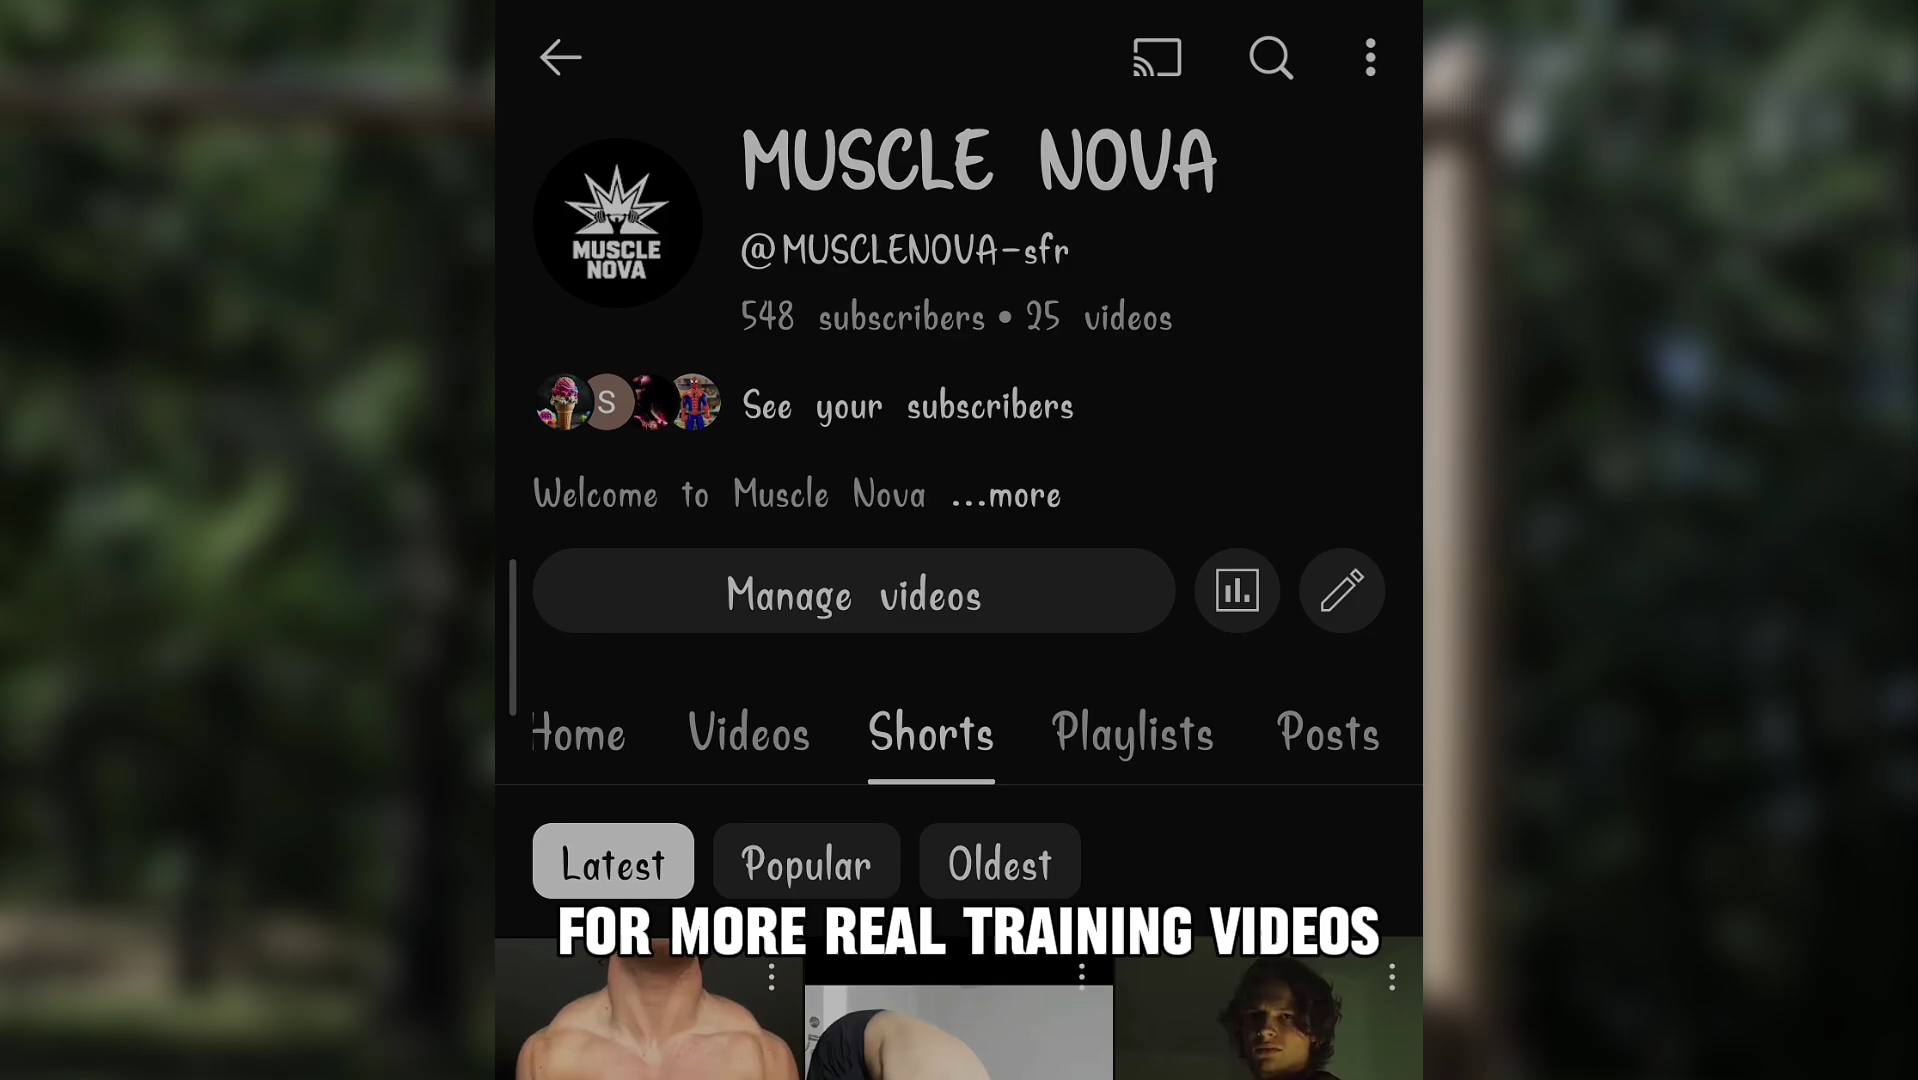 MUSCLE NOVA
MUSCLE
NOVA
@MUSCLENOVA-sfr
548 subscribers • 25 videos
S
See your subscribers
Welcome to Muscle Nova ...more
Manage videos
Home Videos Shorts Playlists Posts
Latest Popular Oldest
FOR MORE REAL TRAINING VIDEOS